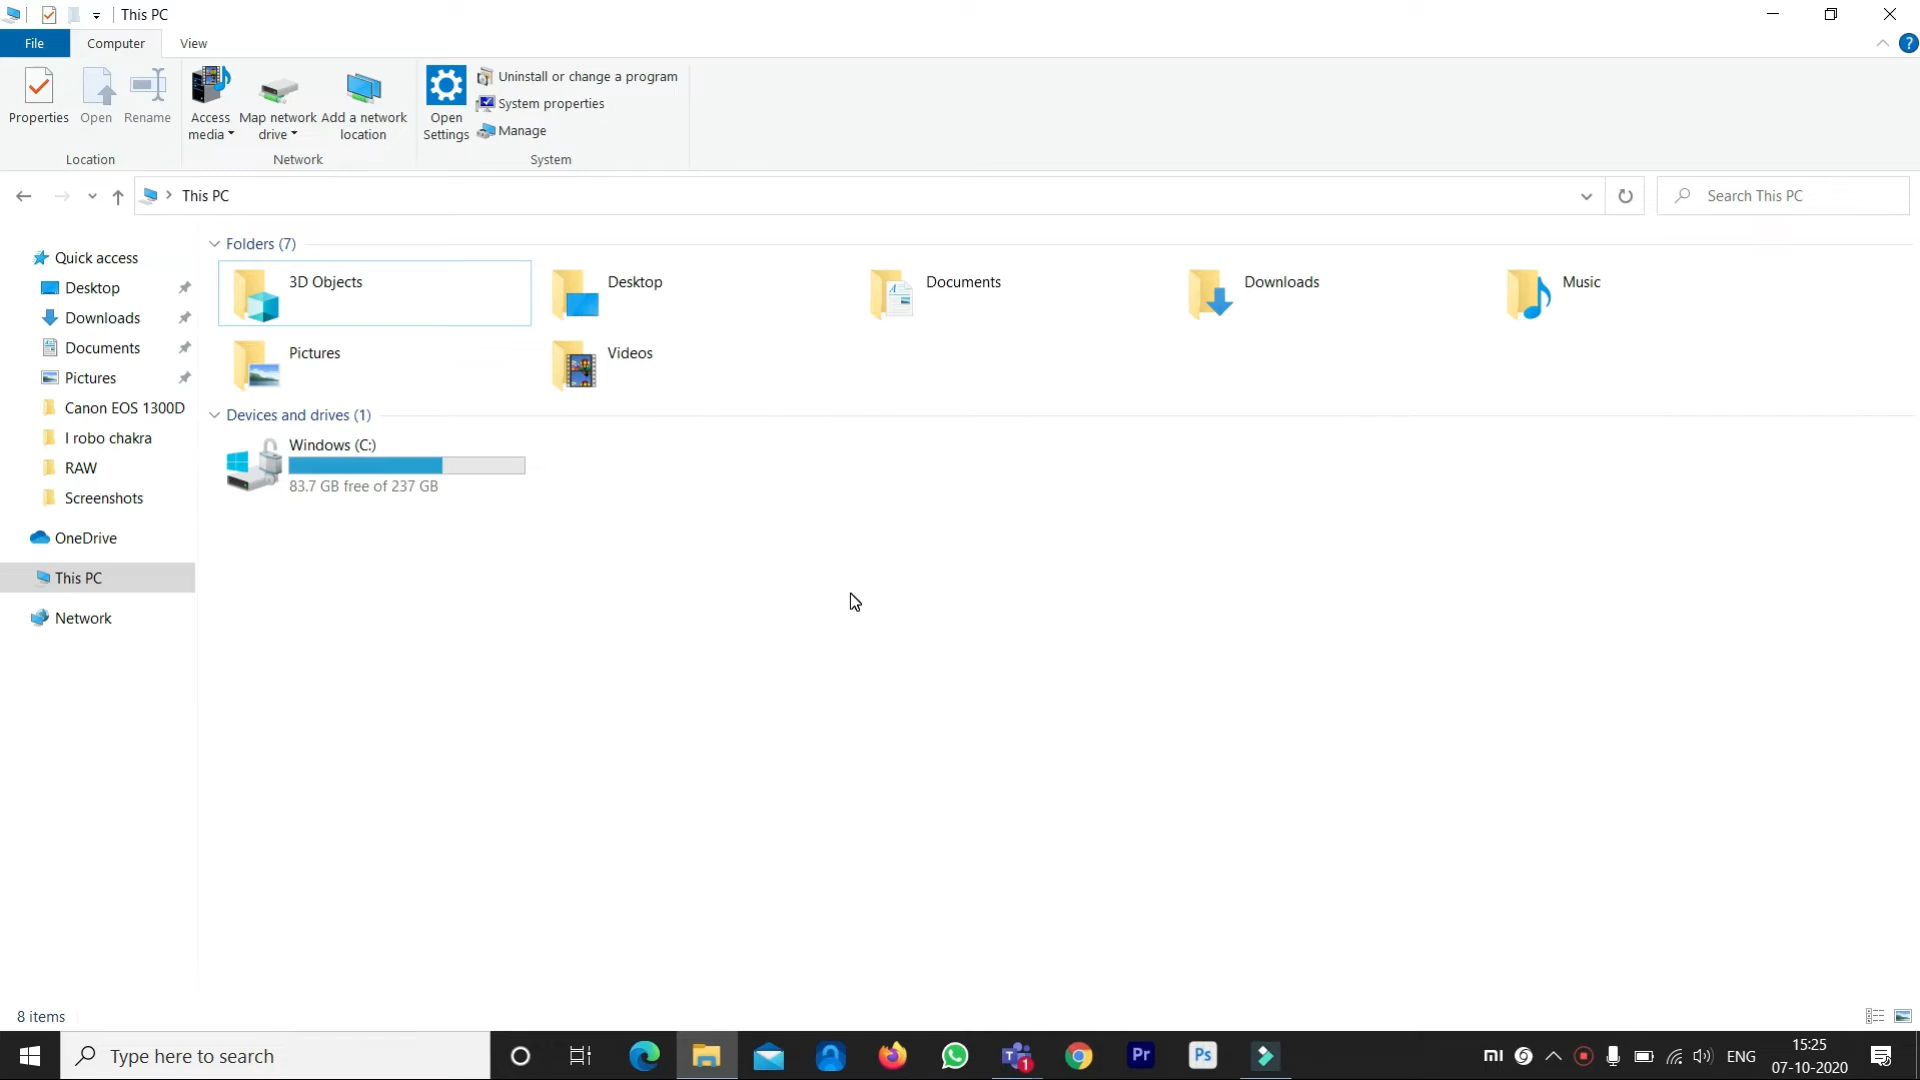 This PC
File
Computer
View
Properties
Open
Rename
Access
media
Map network
drive
Add a network
location
Open
Settings
Uninstall or change a program
System properties
Manage
Location
Network
System
This PC
Search This PC
Quick access
Desktop
Downloads
Documents
Pictures
Canon EOS 1300D
I robo chakra
RAW
Screenshots
OneDrive
This PC
Network
Folders (7)
3D Objects
Desktop
Documents
Downloads
Music
Pictures
Videos
Devices and drives (1)
Windows (C:)
83.7 GB free of 237 GB
8 items
Type here to search
T
1
Pr
Ps
mi
ENG
15:25
07-10-2020